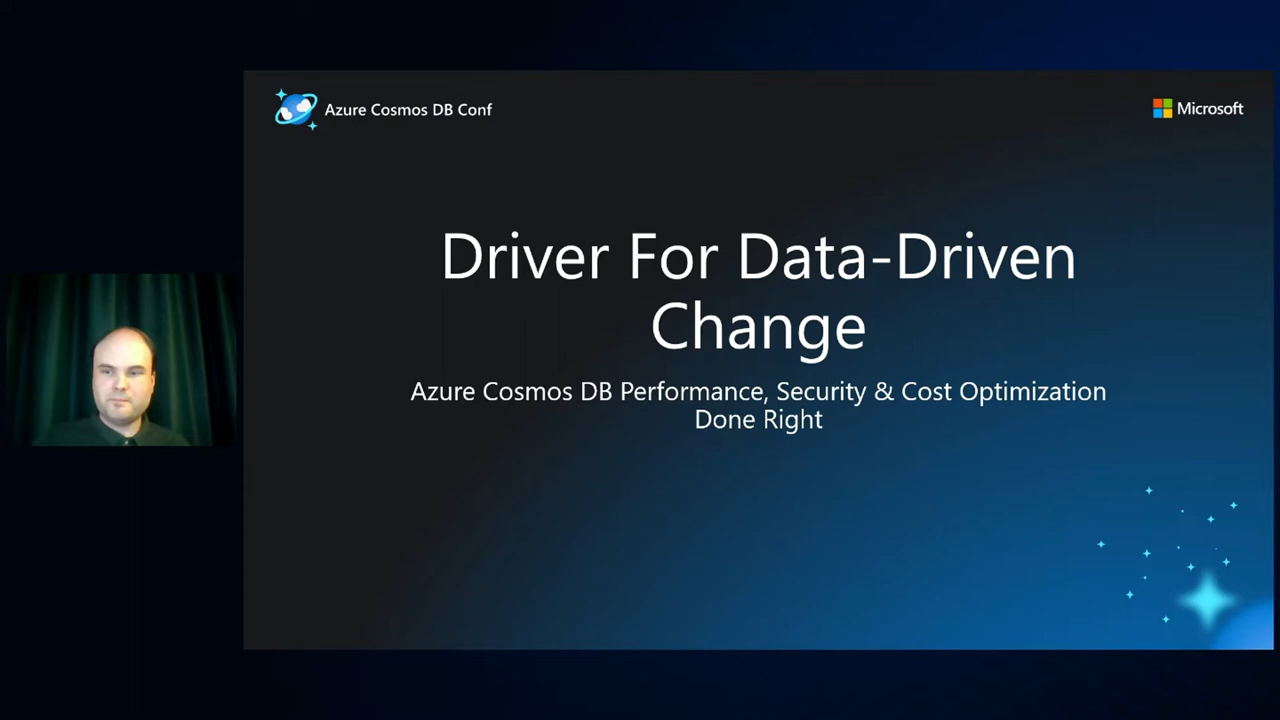 Azure Cosmos DB Conf
Microsoft
Driver For Data-Driven
Change
Azure Cosmos DB Performance, Security & Cost Optimization
Done Right